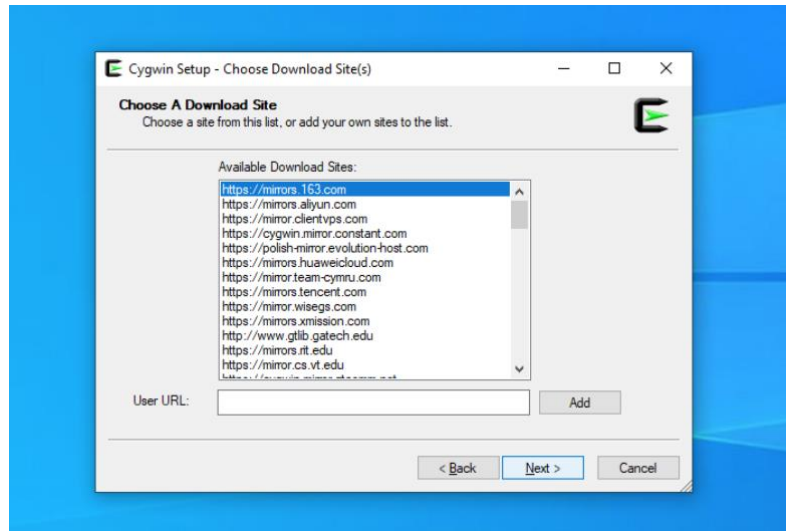 Cygwin Setup - Choose Download Site(s)
Choose A Download Site
Choose a site from this list, or add your own sites to the list.
Available Download Sites:
https://mirrors.163.com
https://mirrors.aliyun.com
https://mirror.clientvps.com
https://cygwin.mirror.constant.com
https://polish-mirror.evolution-host.com
https://mirrors.huaweicloud.com
https://mirror.team-cymru.com
https://mirrors.tencent.com
https://mirror.wisegs.com
https://mirrors.xmission.com
http://www.gtlib.gatech.edu
https://mirrors.rit.edu
https://mirror.cs.vt.edu
User URL:
Add
< Back
Next >
Cancel